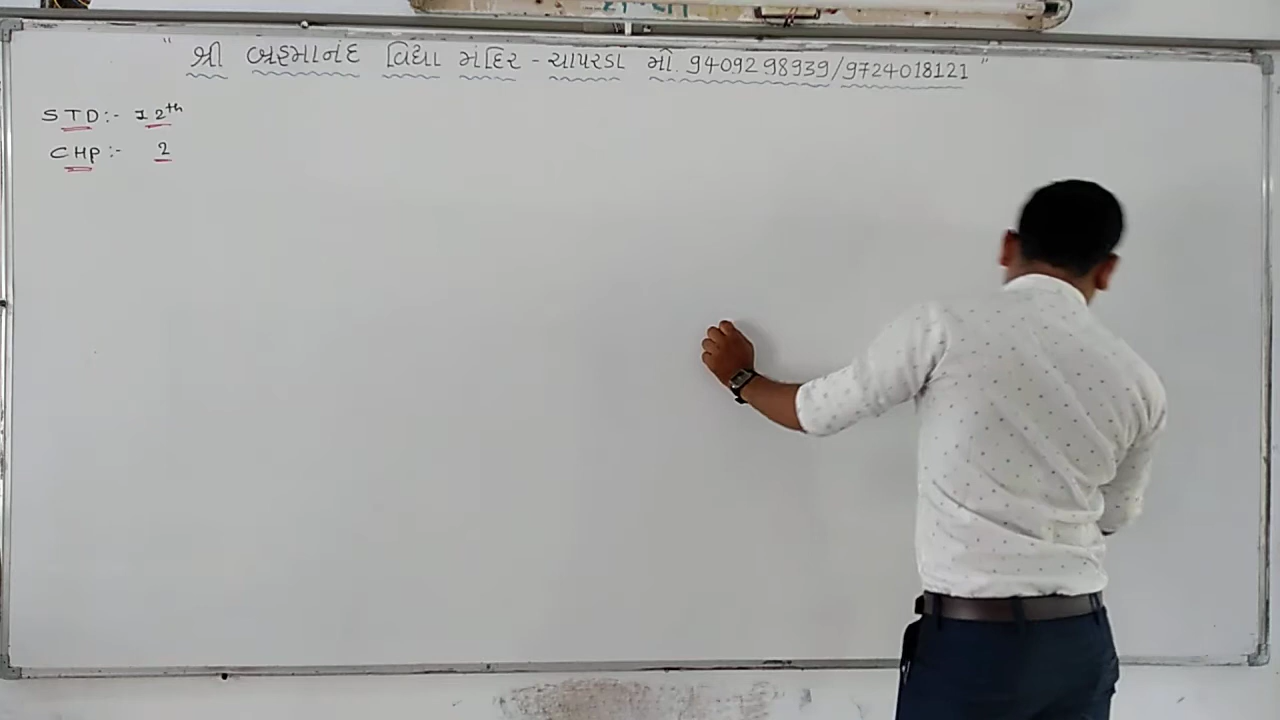 " શ્રી બ્રહ્માનંદ વિદ્યા મંદિર - ચાપરડા મો. 9409298939/9724018121 "
STD:- 12th
CHP:- 2